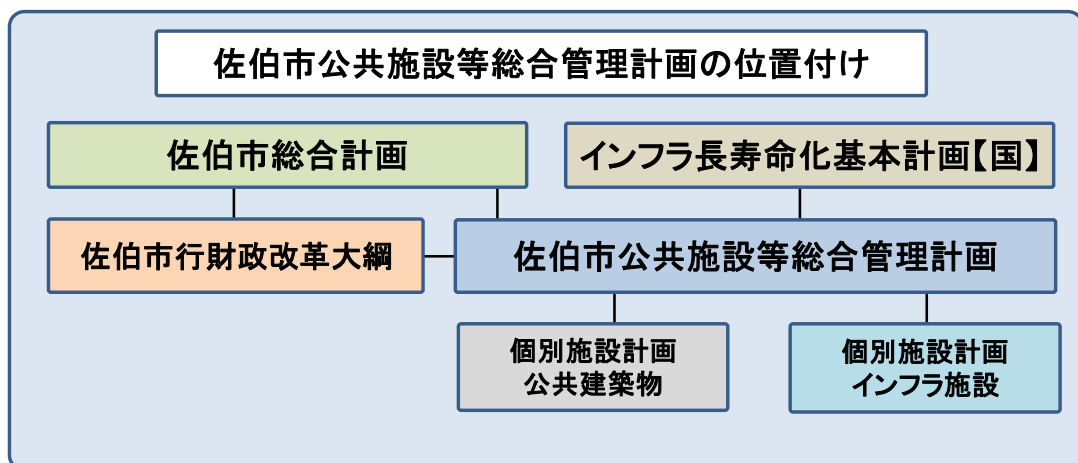 佐伯市公共施設等総合管理計画の位置付け
佐伯市総合計画
インフラ長寿命化基本計画【国】
佐伯市行財政改革大綱
佐伯市公共施設等総合管理計画
個別施設計画
公共建築物
個別施設計画
インフラ施設